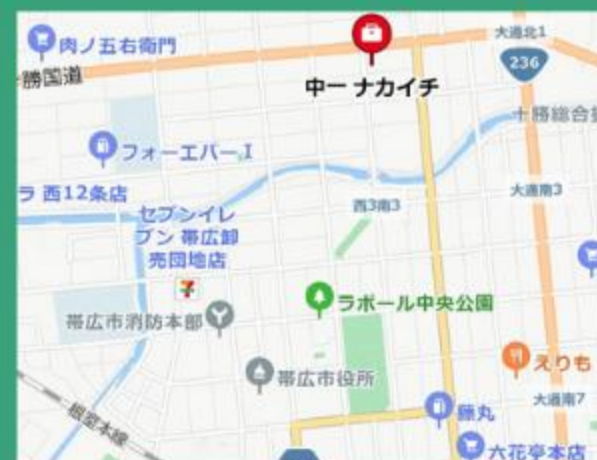 肉ノ五右衛門
大通北1
236
勝国道
中一 ナカイチ
十勝総合
フォーエバー I
ラ 西12条店
大通南3
西3南3
セブンイレ
ブン 帯広卸
売団地店
ラポール中央公園
帯広市消防本部
えりも
帯広市役所
大通南7
藤丸
根室本線
六花亭本店